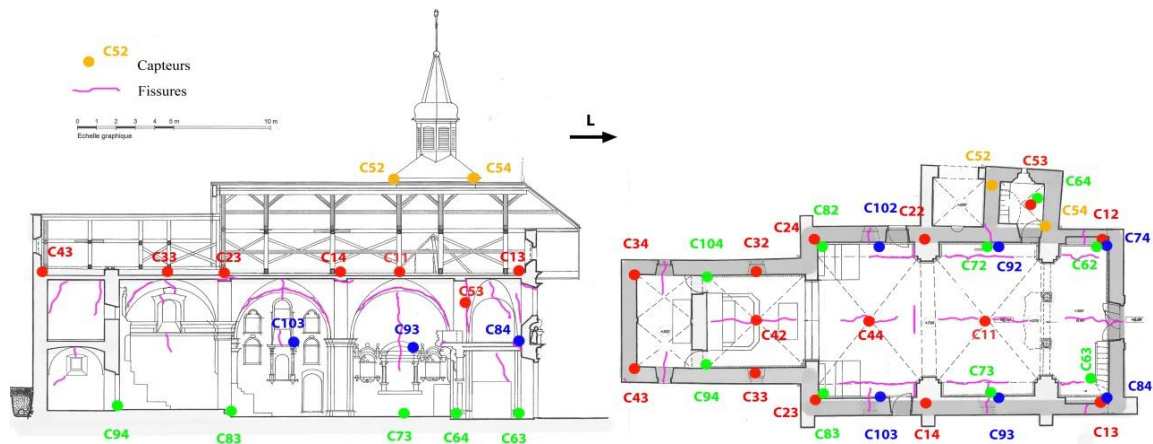 C52
Capteurs
Fissures
0 1 2 3 4 5 m 10 m
Echelle graphique
L
C52 C54
C43 C33 C23 C14 C11 C13
C53
C103 C93 C84
C94 C83 C73 C64 C63
C52 C53
C64
C54
C82 C102 C22 C12
C24 C74
C34 C104 C32 C72 C92 C62
C42 C44 C11
C63
C73
C43 C94 C33 C84
C23
C83 C103 C14 C93 C13